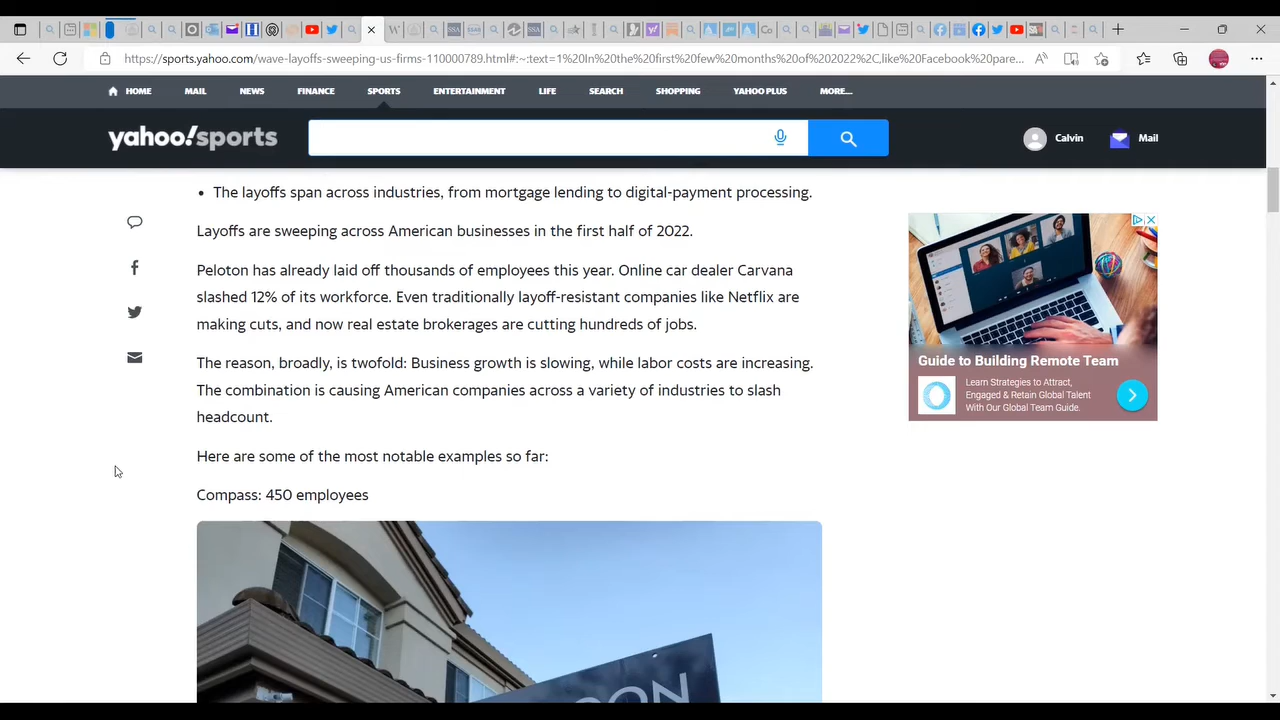 https://sports.yahoo.com/wave-layoffs-sweeping-us-firms-110000789.html#:~:text=1%20In%20the%20first%20few%20months%20of%202022%2C,like%20Facebook%20pare...
HOME MAIL NEWS FINANCE SPORTS ENTERTAINMENT LIFE SEARCH SHOPPING YAHOO PLUS MORE...
yahoo!sports
Calvin Mail
• The layoffs span across industries, from mortgage lending to digital-payment processing.
Layoffs are sweeping across American businesses in the first half of 2022.
Peloton has already laid off thousands of employees this year. Online car dealer Carvana
slashed 12% of its workforce. Even traditionally layoff-resistant companies like Netflix are
making cuts, and now real estate brokerages are cutting hundreds of jobs.
The reason, broadly, is twofold: Business growth is slowing, while labor costs are increasing.
The combination is causing American companies across a variety of industries to slash
headcount.
Here are some of the most notable examples so far:
Compass: 450 employees
Guide to Building Remote Team
Learn Strategies to Attract,
Engaged & Retain Global Talent
With Our Global Team Guide.